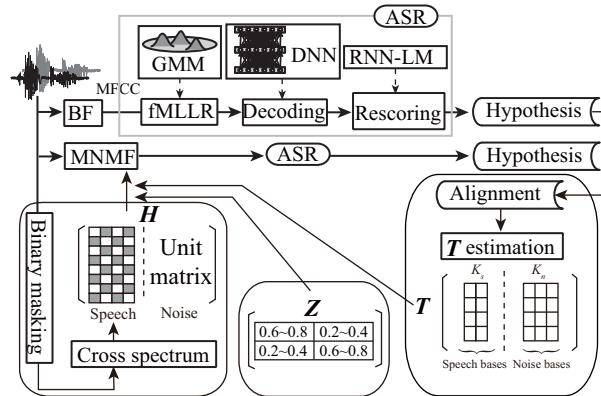 ASR
GMM
DNN
RNN-LM
MFCC
BF
fMLLR
Decoding
Rescoring
Hypothesis
MNMF
ASR
Hypothesis
Binary masking
H
Unit
matrix
Speech
Noise
Cross spectrum
Z
0.6~0.8 0.2~0.4
0.2~0.4 0.6~0.8
T
Alignment
T estimation
Ks
Kn
Speech bases
Noise bases